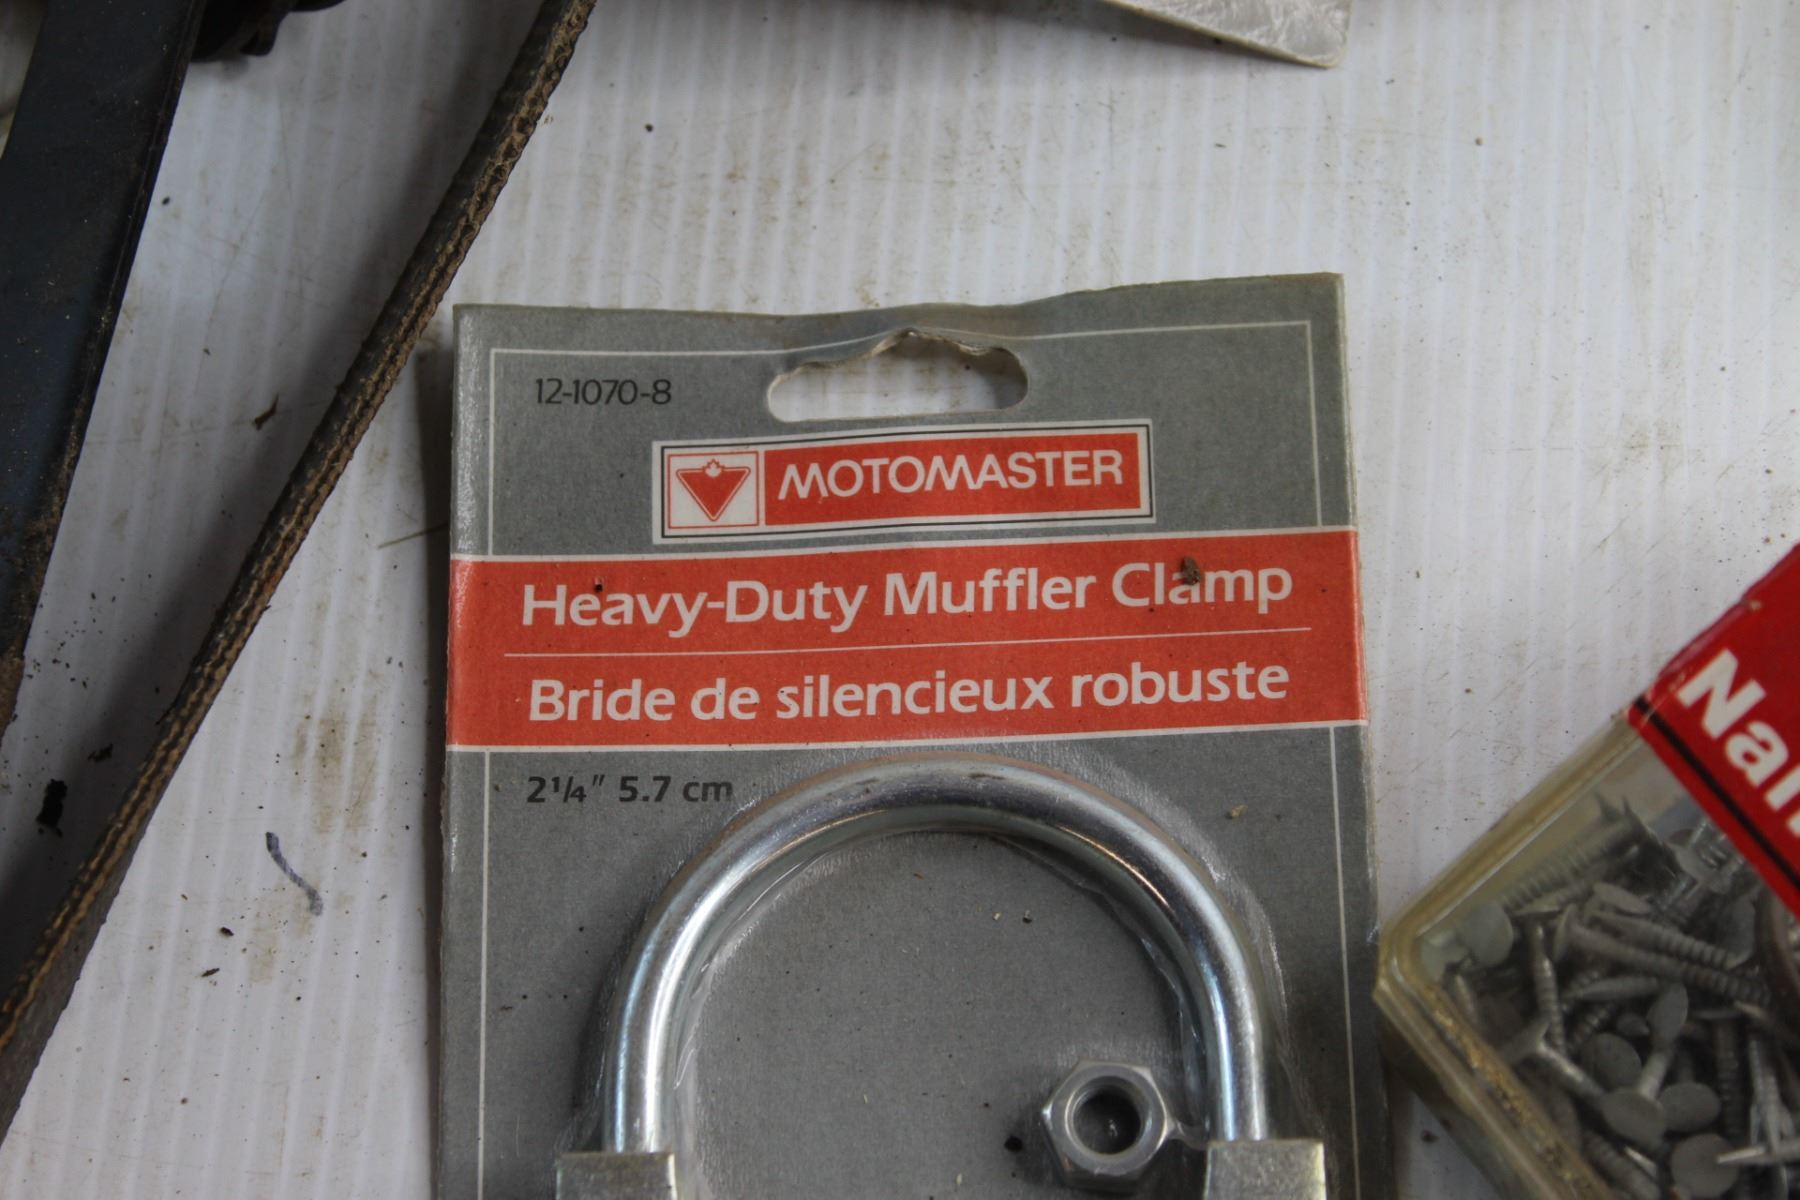 12-1070-8
MOTOMASTER
Heavy-Duty Muffler Clamp
Bride de silencieux robuste
2¼" 5.7 cm